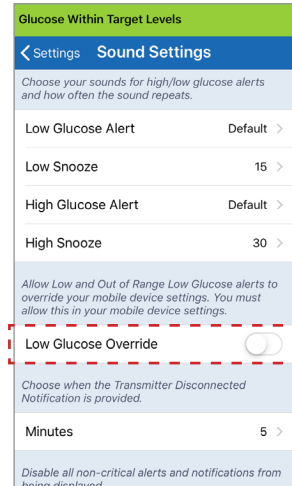 Glucose Within Target Levels
Settings Sound Settings
Choose your sounds for high/low glucose alerts
and how often the sound repeats.
Low Glucose Alert Default
Low Snooze 15
High Glucose Alert Default
High Snooze 30
Allow Low and Out of Range Low Glucose alerts to
override your mobile device settings. You must
allow this in your mobile device settings.
Low Glucose Override
Choose when the Transmitter Disconnected
Notification is provided.
Minutes 5
Disable all non-critical alerts and notifications from
being displayed